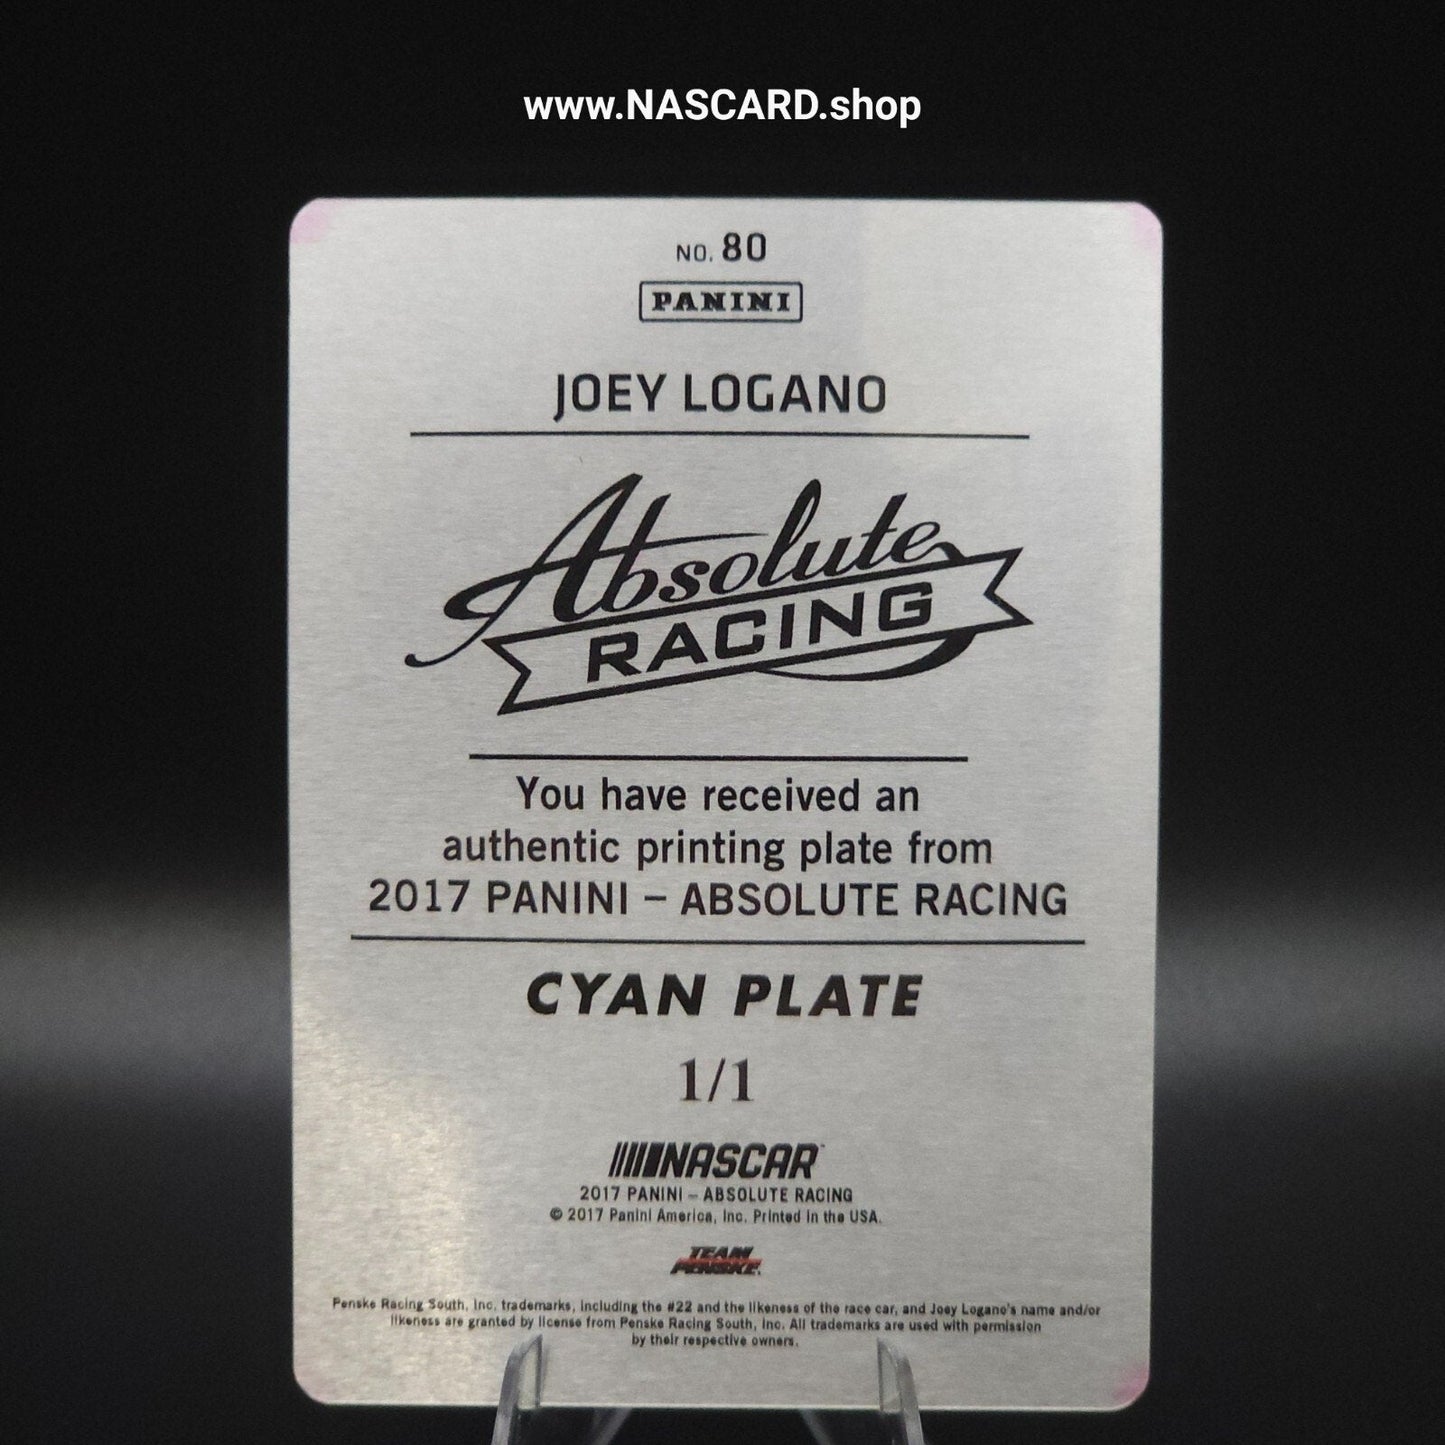 www.NASCARD.shop
NO. 80
PANINI
JOEY LOGANO
Absolute
RACING
You have received an
authentic printing plate from
2017 PANINI – ABSOLUTE RACING
CYAN PLATE
1/1
NASCAR
2017 PANINI – ABSOLUTE RACING
© 2017 Panini America, Inc. Printed in the USA.
TEAM
PENSKE
Penske Racing South, Inc. trademarks, including the #22 and the likeness of the race car, and Joey Logano's name and/or
likeness are granted by license from Penske Racing South, Inc. All trademarks are used with permission
by their respective owners.